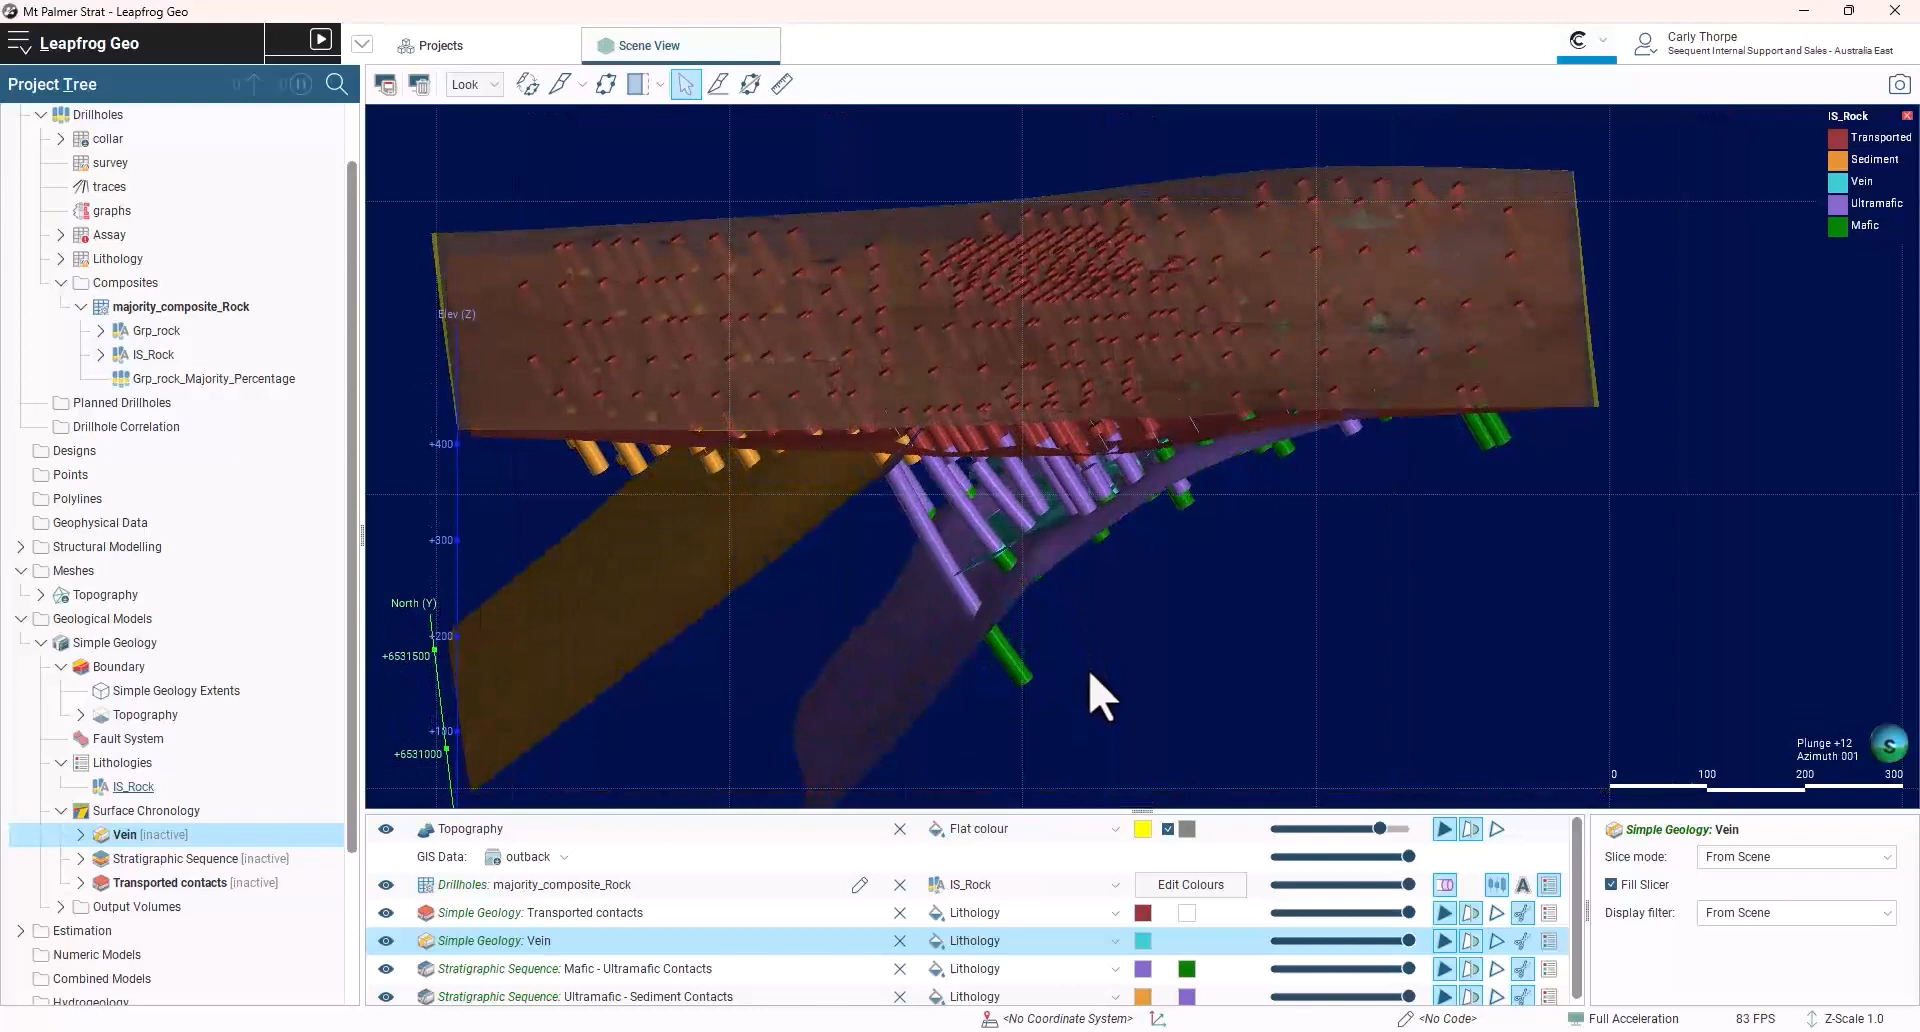 Mt Palmer Strat - Leapfrog Geo
Leapfrog Geo
Projects
Scene View
Carly Thorpe
Seequent Internal Support and Sales - Australia East
Project Tree
Look
Drillholes
collar
survey
traces
graphs
Assay
Lithology
Composites
majority_composite_Rock
Grp_rock
IS_Rock
Grp_rock_Majority_Percentage
Planned Drillholes
Drillhole Correlation
Designs
Points
Polylines
Geophysical Data
Structural Modelling
Meshes
Topography
Geological Models
Simple Geology
Boundary
Simple Geology Extents
Topography
Fault System
Lithologies
IS_Rock
Surface Chronology
Vein [inactive]
Stratigraphic Sequence [inactive]
Transported contacts [inactive]
Output Volumes
Estimation
Numeric Models
Combined Models
Hydrogeology
IS_Rock
Transported
Sediment
Vein
Ultramafic
Mafic
Elev (Z)
+400
+300
North (Y)
+200
+6531500
+100
+6531000
Plunge +12
Azimuth 001
S
0 100 200 300
Topography Flat colour
GIS Data: outback
Drillholes: majority_composite_Rock IS_Rock Edit Colours
Simple Geology: Transported contacts Lithology
Simple Geology: Vein Lithology
Stratigraphic Sequence: Mafic - Ultramafic Contacts Lithology
Stratigraphic Sequence: Ultramafic - Sediment Contacts Lithology
Simple Geology: Vein
Slice mode: From Scene
Fill Slicer
Display filter: From Scene
<No Coordinate System>
<No Code>
Full Acceleration
83 FPS
Z-Scale 1.0